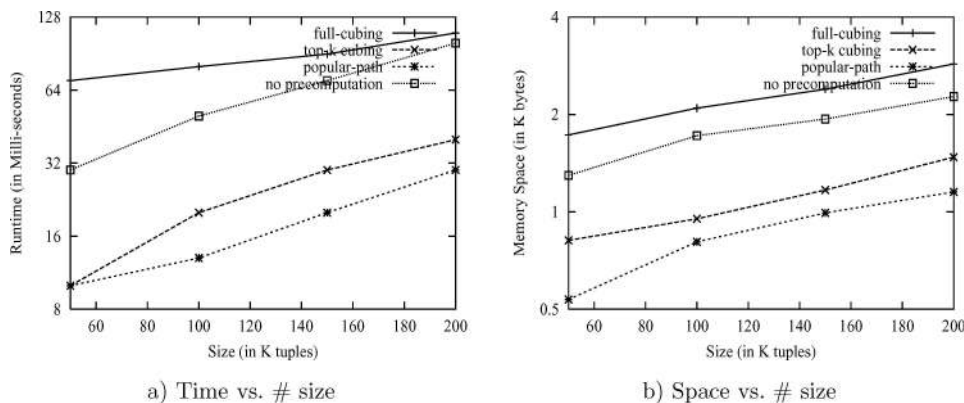 128
64
32
16
8
Runtime (in Milli-seconds)
full-cubing
top-k cubing
popular-path
no precomputation
60 80 100 120 140 160 180 200
Size (in K tuples)
a) Time vs. # size
4
2
1
0.5
Memory Space (in K bytes)
full-cubing
top-k cubing
popular-path
no precomputation
60 80 100 120 140 160 180 200
Size (in K tuples)
b) Space vs. # size